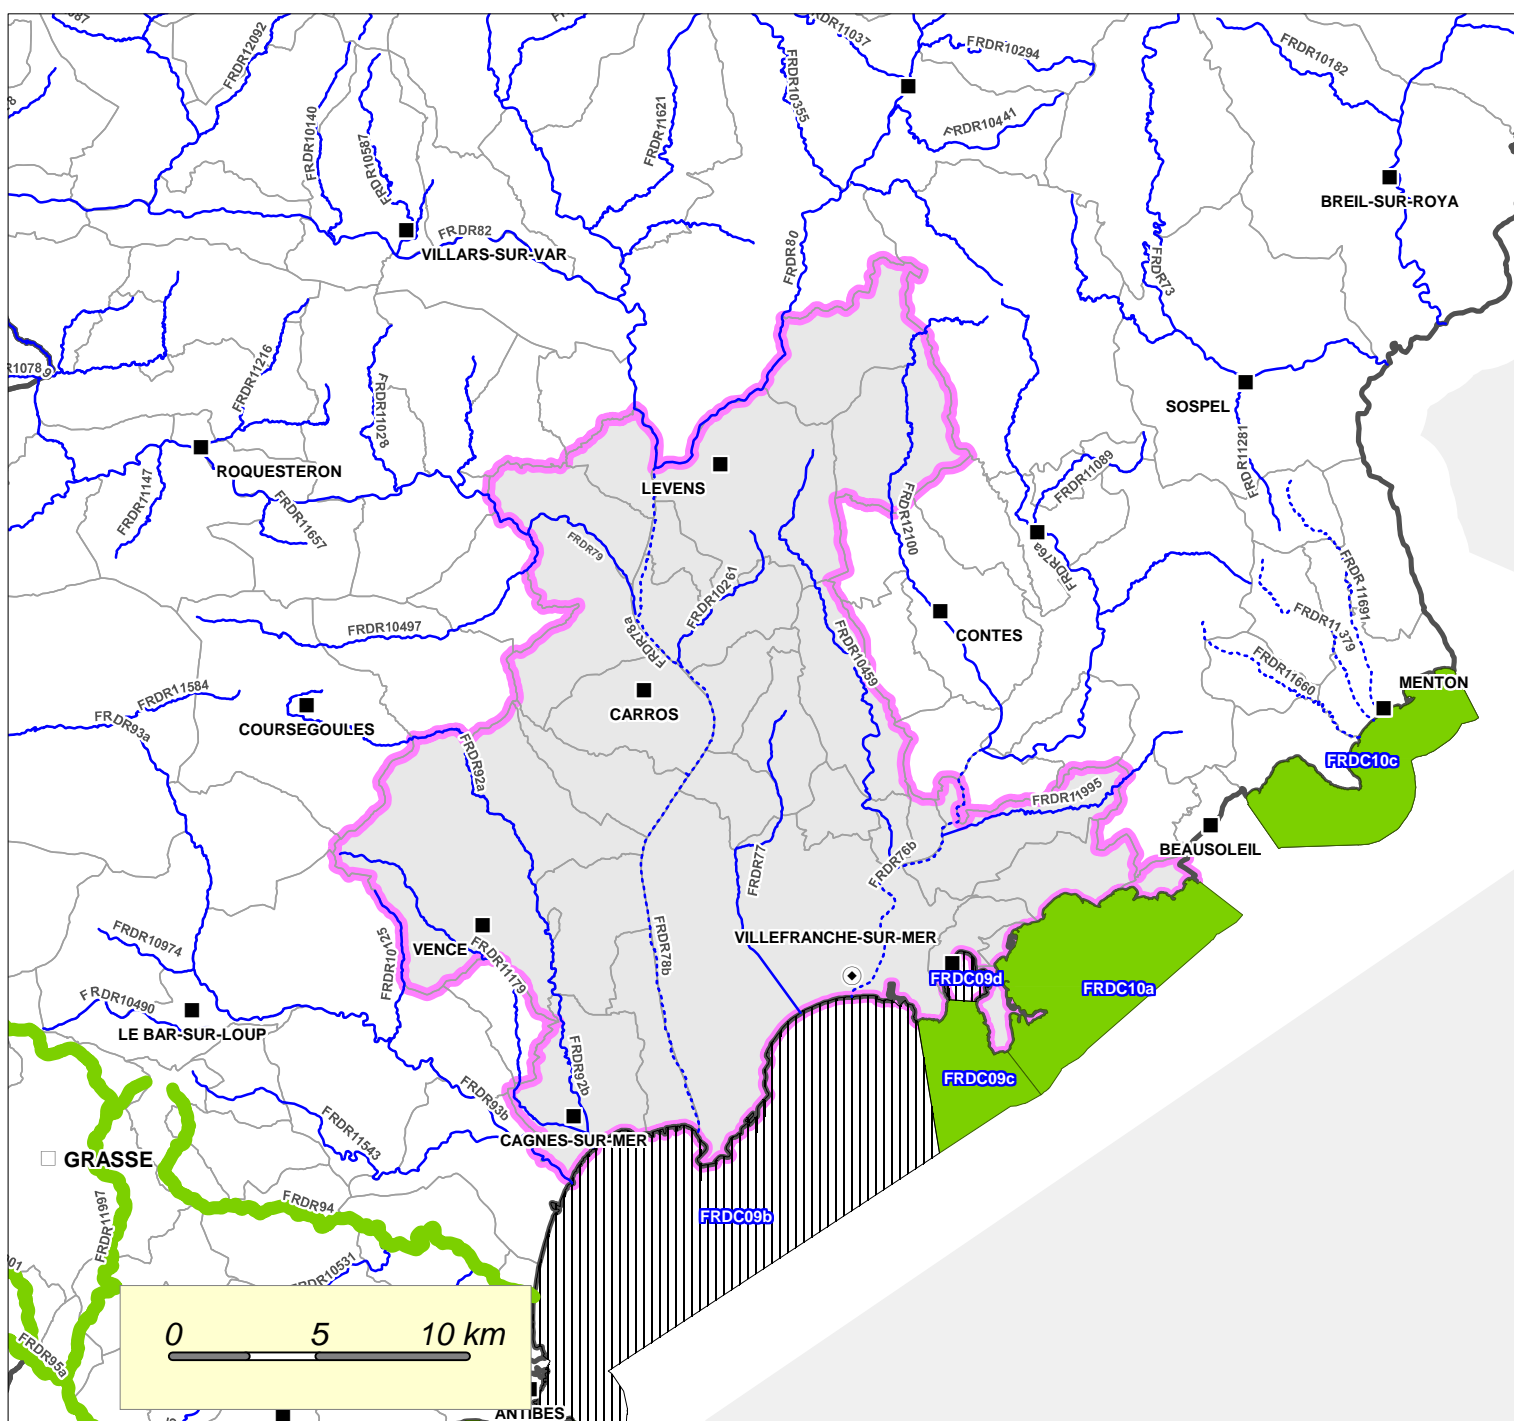 FRDR12092
FRDR11037
FRDR10294
FRDR10182
FRDR10140
FRDR10587
FRDR11621
FRDR10355
FRDR10441
BREIL-SUR-ROYA
FRDR82
VILLARS-SUR-VAR
FRDR80
FRDR73
FRDR11216
FRDR11028
SOSPEL
ROQUESTERON
LEVENS
FRDR11281
FRDR11147
FRDR11657
FRDR11089
FRDR12100
FRDR79
FRDR76a
FRDR10261
FRDR11691
FRDR10497
FRDR78a
FRDR10459
CONTES
FRDR11379
FRDR11660
FRDR11584
MENTON
FRDR93a
COURSEGOULES
CARROS
FRDR92a
FRDC10c
FRDR11995
BEAUSOLEIL
FRDR77
FRDR76b
FRDR10974
VENCE
FRDR10125
FRDR11179
FRDR78b
VILLEFRANCHE-SUR-MER
FRDC09d
FRDC10a
FRDR10490
LE BAR-SUR-LOUP
FRDR92b
FRDR93b
FRDC09c
FRDR11543
CAGNES-SUR-MER
GRASSE
FRDR11997
FRDR94
FRDC09b
FRDR10531
FRDR95a
0 5 10 km
ANTIBES